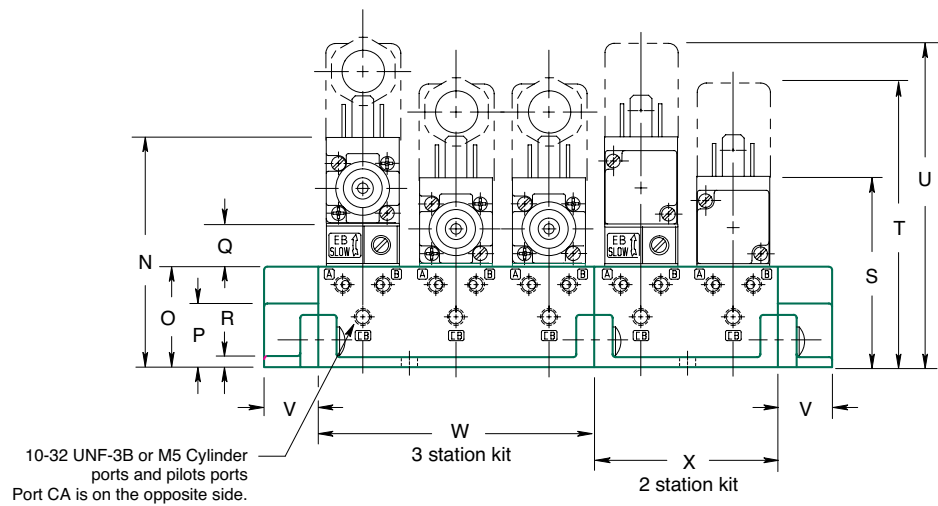 U
T
N
Q
EB
SLOW
EB
SLOW
S
A
B
A
B
A
B
A
B
A
B
O
P
R
CB
CB
CB
CB
CB
V
W
3 station kit
X
2 station kit
V
10-32 UNF-3B or M5 Cylinder
ports and pilots ports
Port CA is on the opposite side.